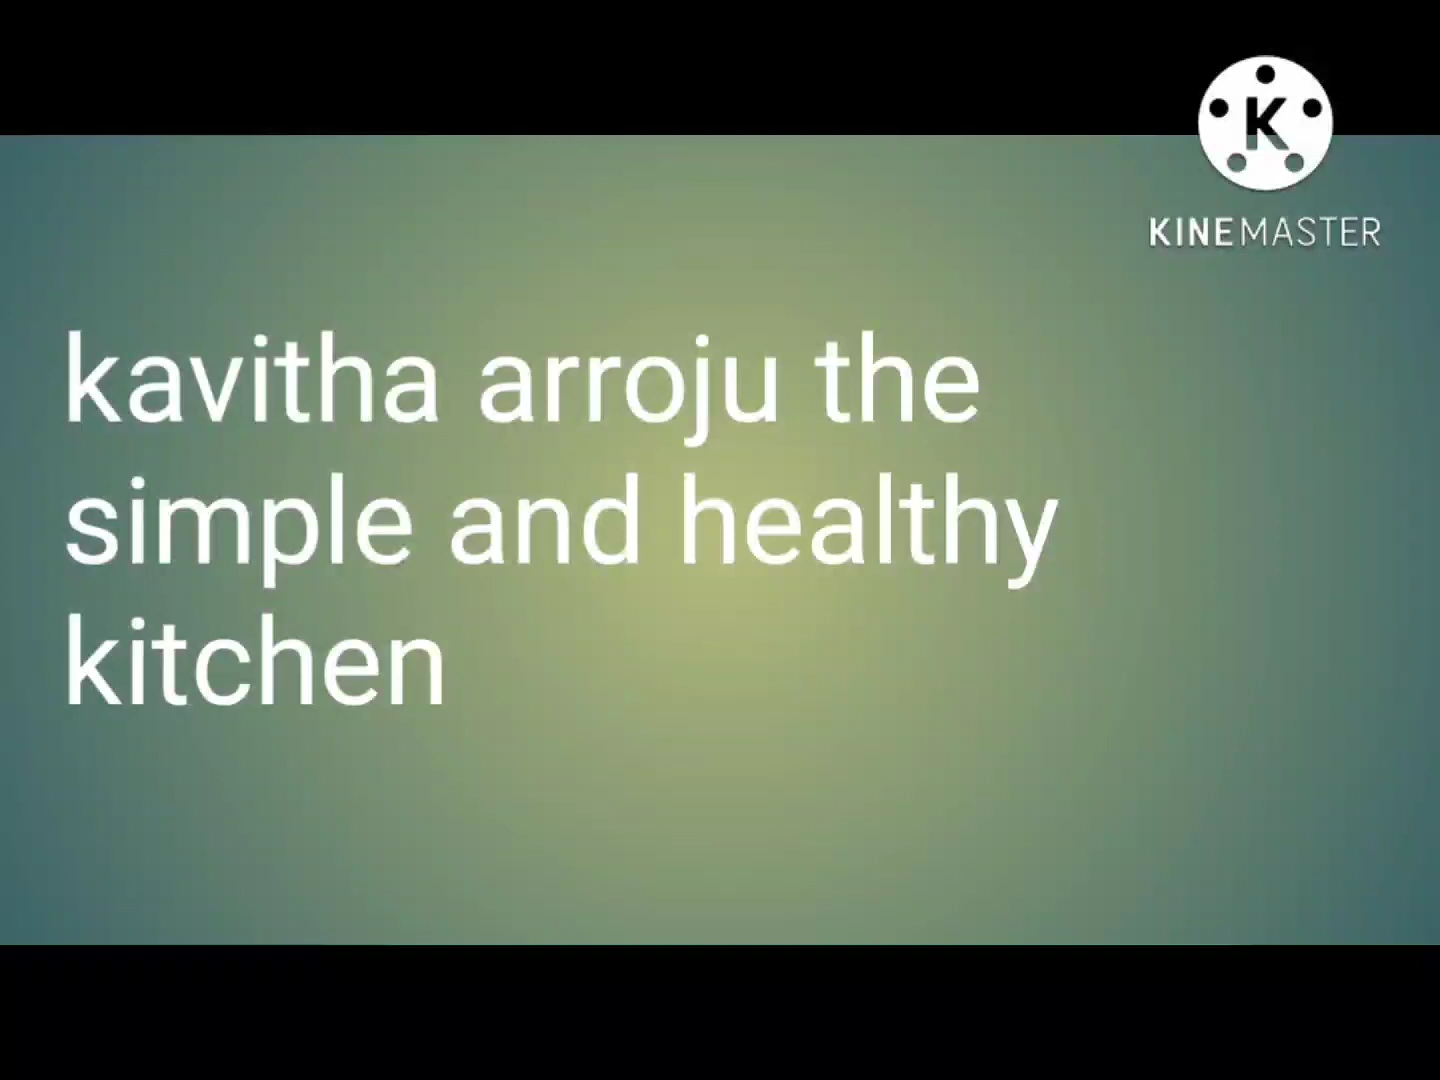 K
KINEMASTER
kavitha arroju the
simple and healthy
kitchen